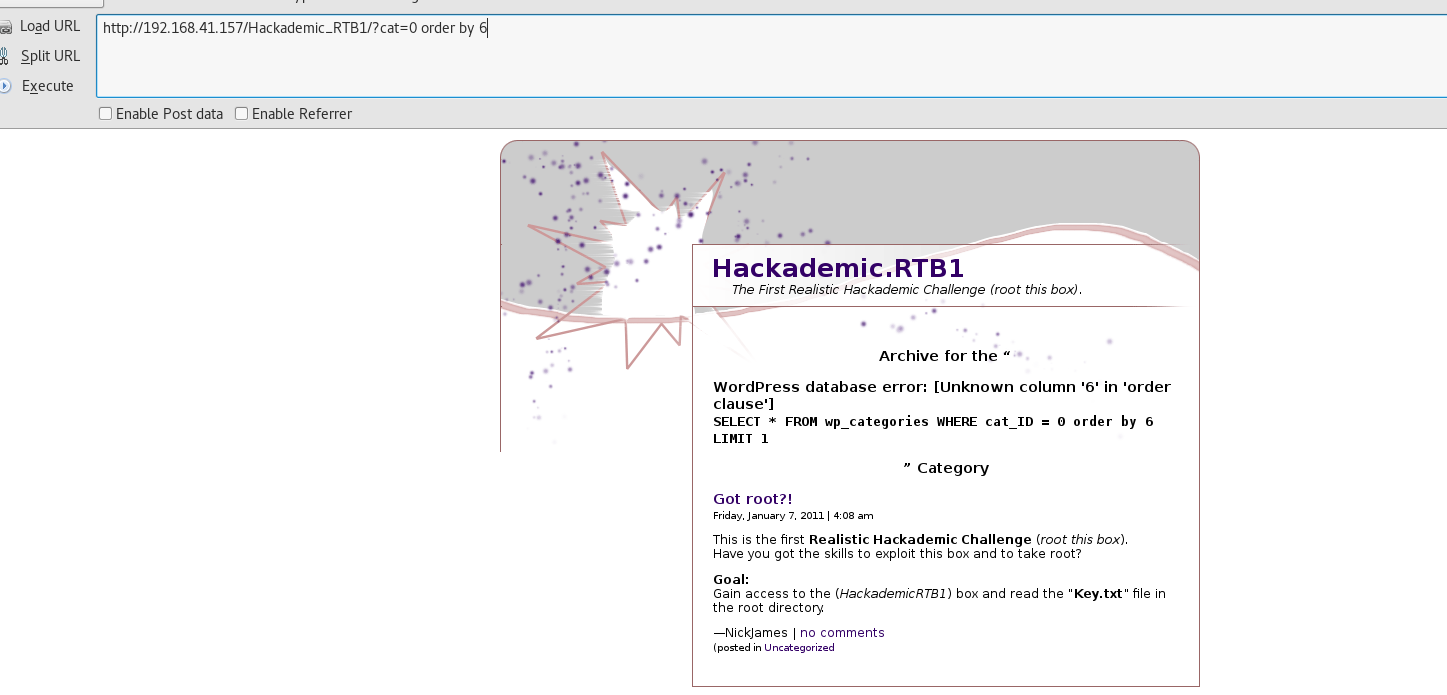 Load URL
http://192.168.41.157/Hackademic_RTB1/?cat=0 order by 6
Split URL
Execute
Enable Post data Enable Referrer
Hackademic.RTB1
The First Realistic Hackademic Challenge (root this box).
Archive for the “
WordPress database error: [Unknown column '6' in 'order
clause']
SELECT * FROM wp_categories WHERE cat_ID = 0 order by 6
LIMIT 1
” Category
Got root?!
Friday, January 7, 2011 | 4:08 am
This is the first Realistic Hackademic Challenge (root this box).
Have you got the skills to exploit this box and to take root?
Goal:
Gain access to the (HackademicRTB1) box and read the "Key.txt" file in
the root directory.
—NickJames | no comments
(posted in Uncategorized